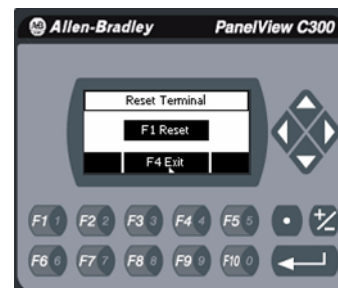 Allen-Bradley PanelView C300
Reset Terminal
F1 Reset
F4 Exit
F1 1 F2 2 F3 3 F4 4 F5 5 • +/-
F6 6 F7 7 F8 8 F9 9 F10 0